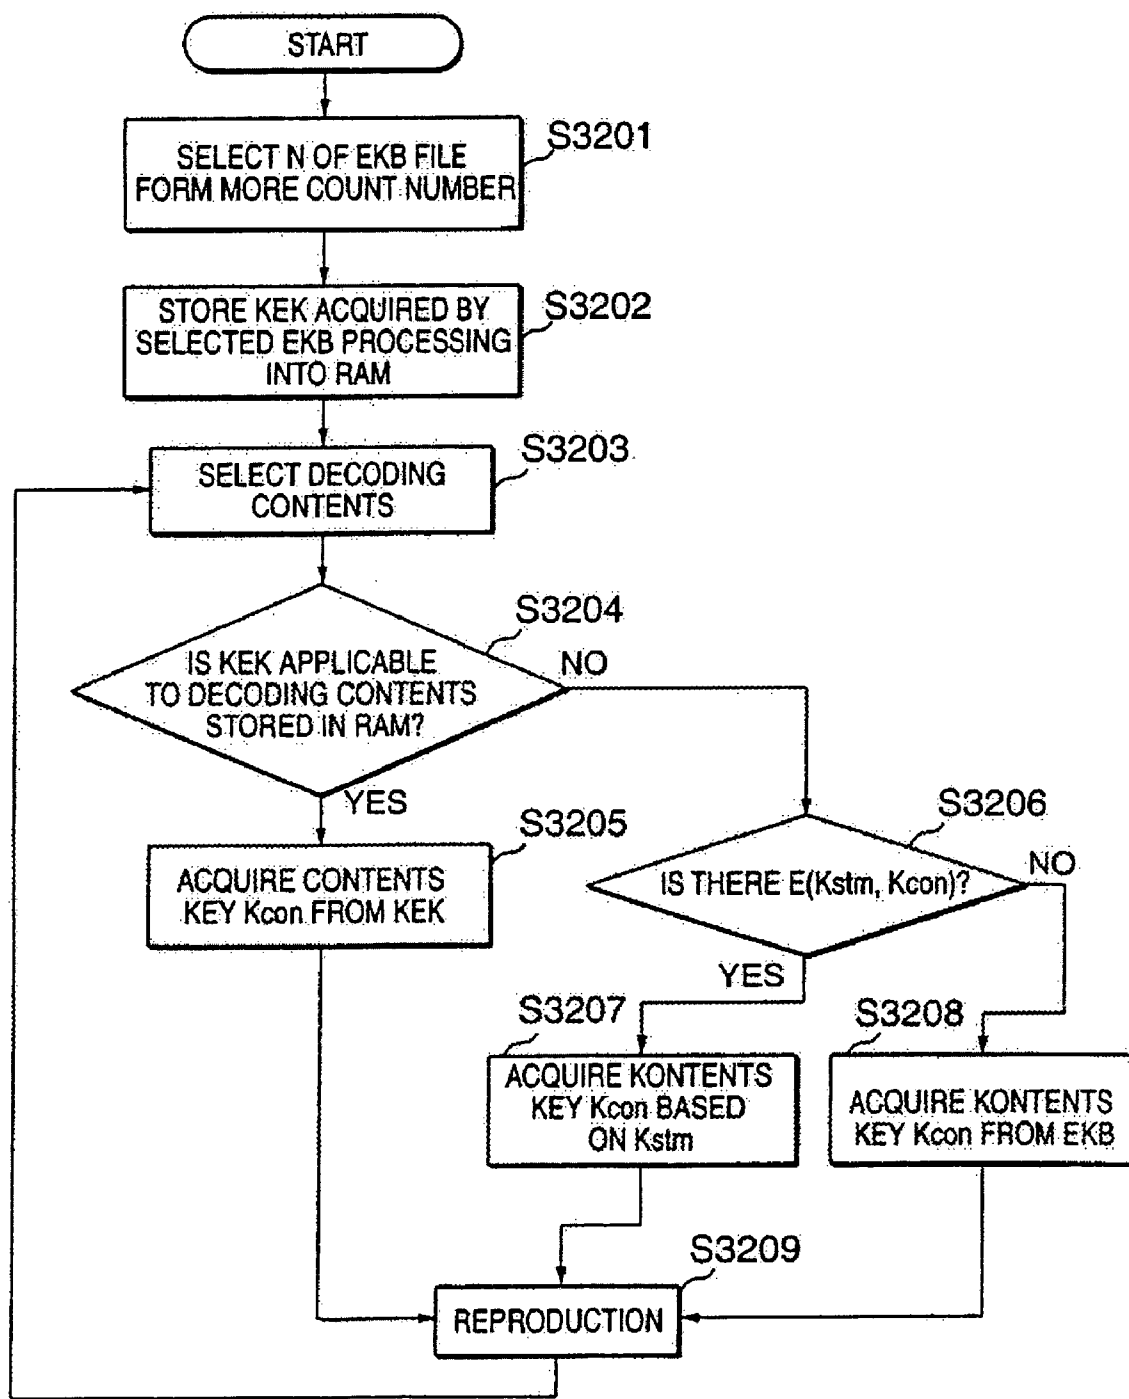 START
S3201
SELECT N OF EKB FILE
FORM MORE COUNT NUMBER
S3202
STORE KEK ACQUIRED BY
SELECTED EKB PROCESSING
INTO RAM
S3203
SELECT DECODING
CONTENTS
S3204
IS KEK APPLICABLE
TO DECODING CONTENTS
STORED IN RAM?
NO
YES
S3205
ACQUIRE CONTENTS
KEY Kcon FROM KEK
S3206
IS THERE E(Kstm, Kcon)?
NO
YES
S3207
ACQUIRE KONTENTS
KEY Kcon BASED
ON Kstm
S3208
ACQUIRE KONTENTS
KEY Kcon FROM EKB
S3209
REPRODUCTION